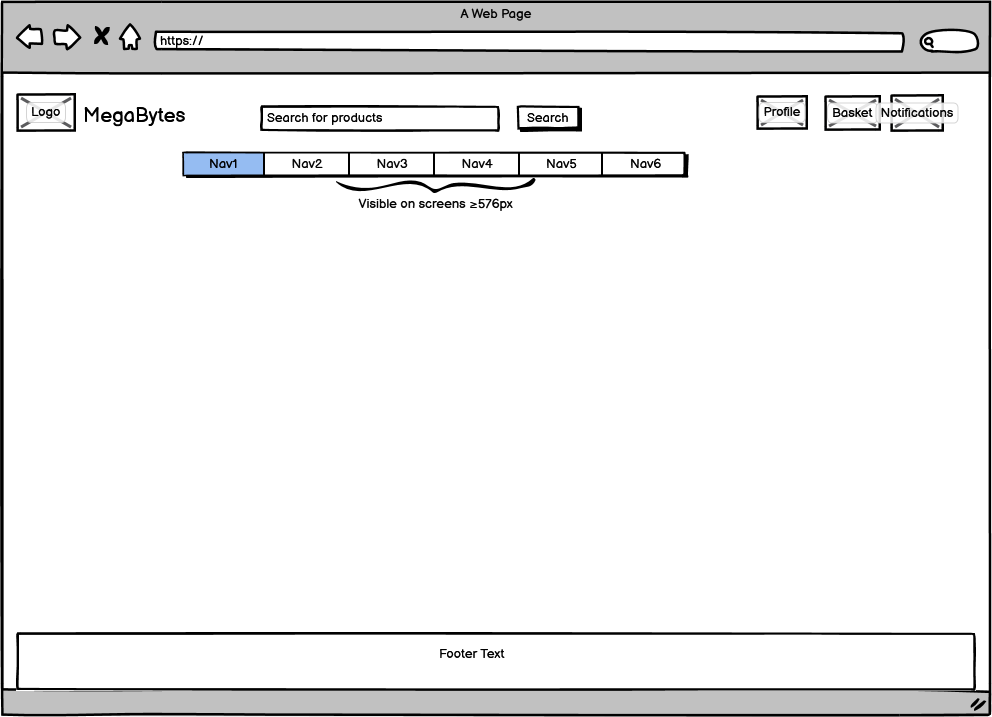 A Web Page
https://
Logo
MegaBytes
Search for products
Search
Profile
Basket
Notifications
Nav1
Nav2
Nav3
Nav4
Nav5
Nav6
Visible on screens ≥576px
Footer Text